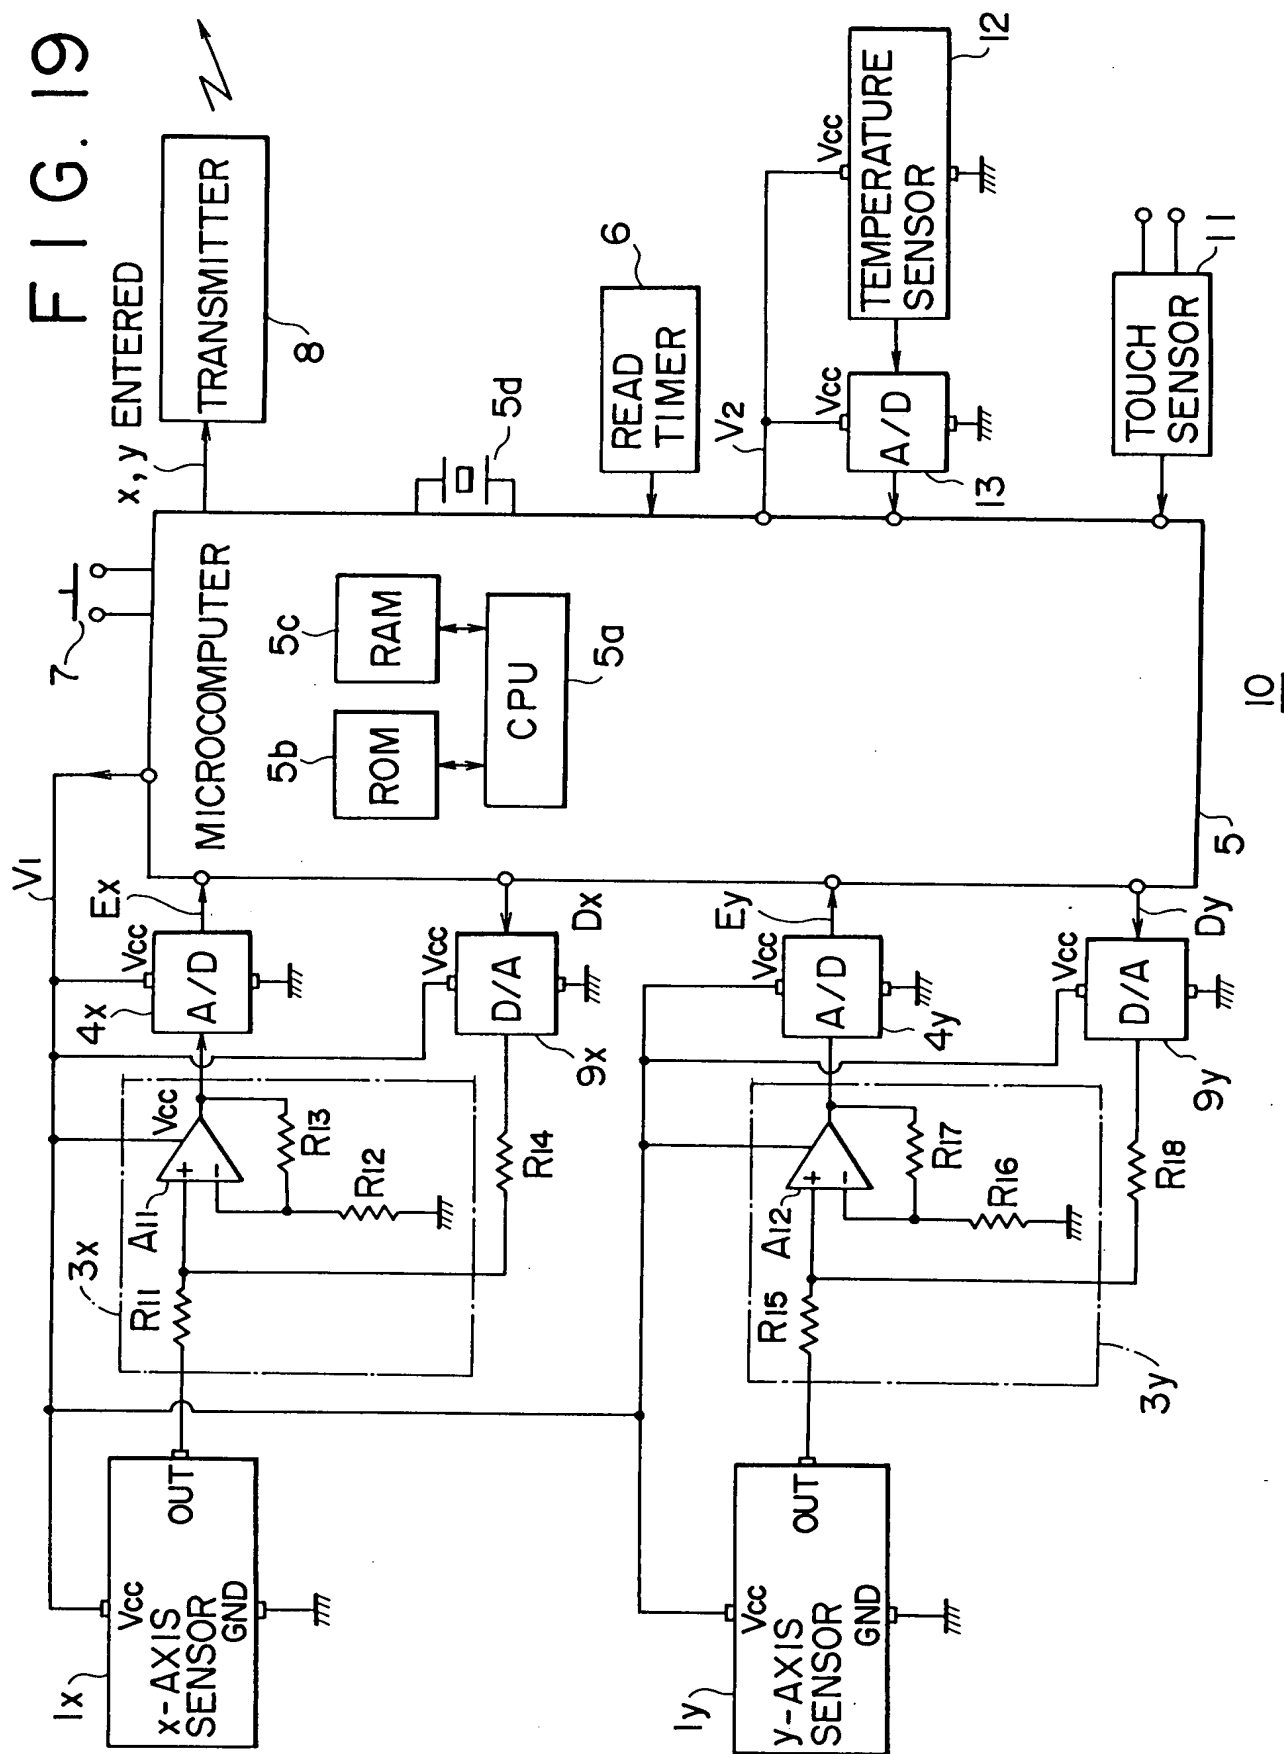 FIG. 19
x, y ENTERED
TRANSMITTER
8
7
5d
MICROCOMPUTER
5b
ROM
5c
RAM
CPU
5a
READ
TIMER
6
V2
Vcc
TEMPERATURE
SENSOR
12
Vcc
A/D
13
TOUCH
SENSOR
11
5
10
V1
Ex
Vcc
A/D
4x
Dx
Vcc
D/A
9x
3x
Vcc
A11
+
-
R11
R13
R12
R14
1x
Vcc
x-AXIS
SENSOR
OUT
GND
Ey
Vcc
A/D
4y
Dy
Vcc
D/A
9y
A12
+
-
R15
R17
R16
R18
3y
1y
Vcc
y-AXIS
SENSOR
OUT
GND